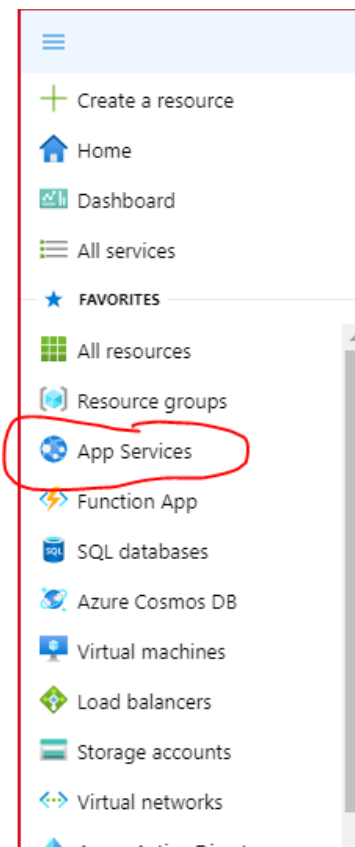 Create a resource
Home
Dashboard
All services
FAVORITES
All resources
Resource groups
App Services
Function App
SQL
SQL databases
Azure Cosmos DB
Virtual machines
Load balancers
Storage accounts
Virtual networks